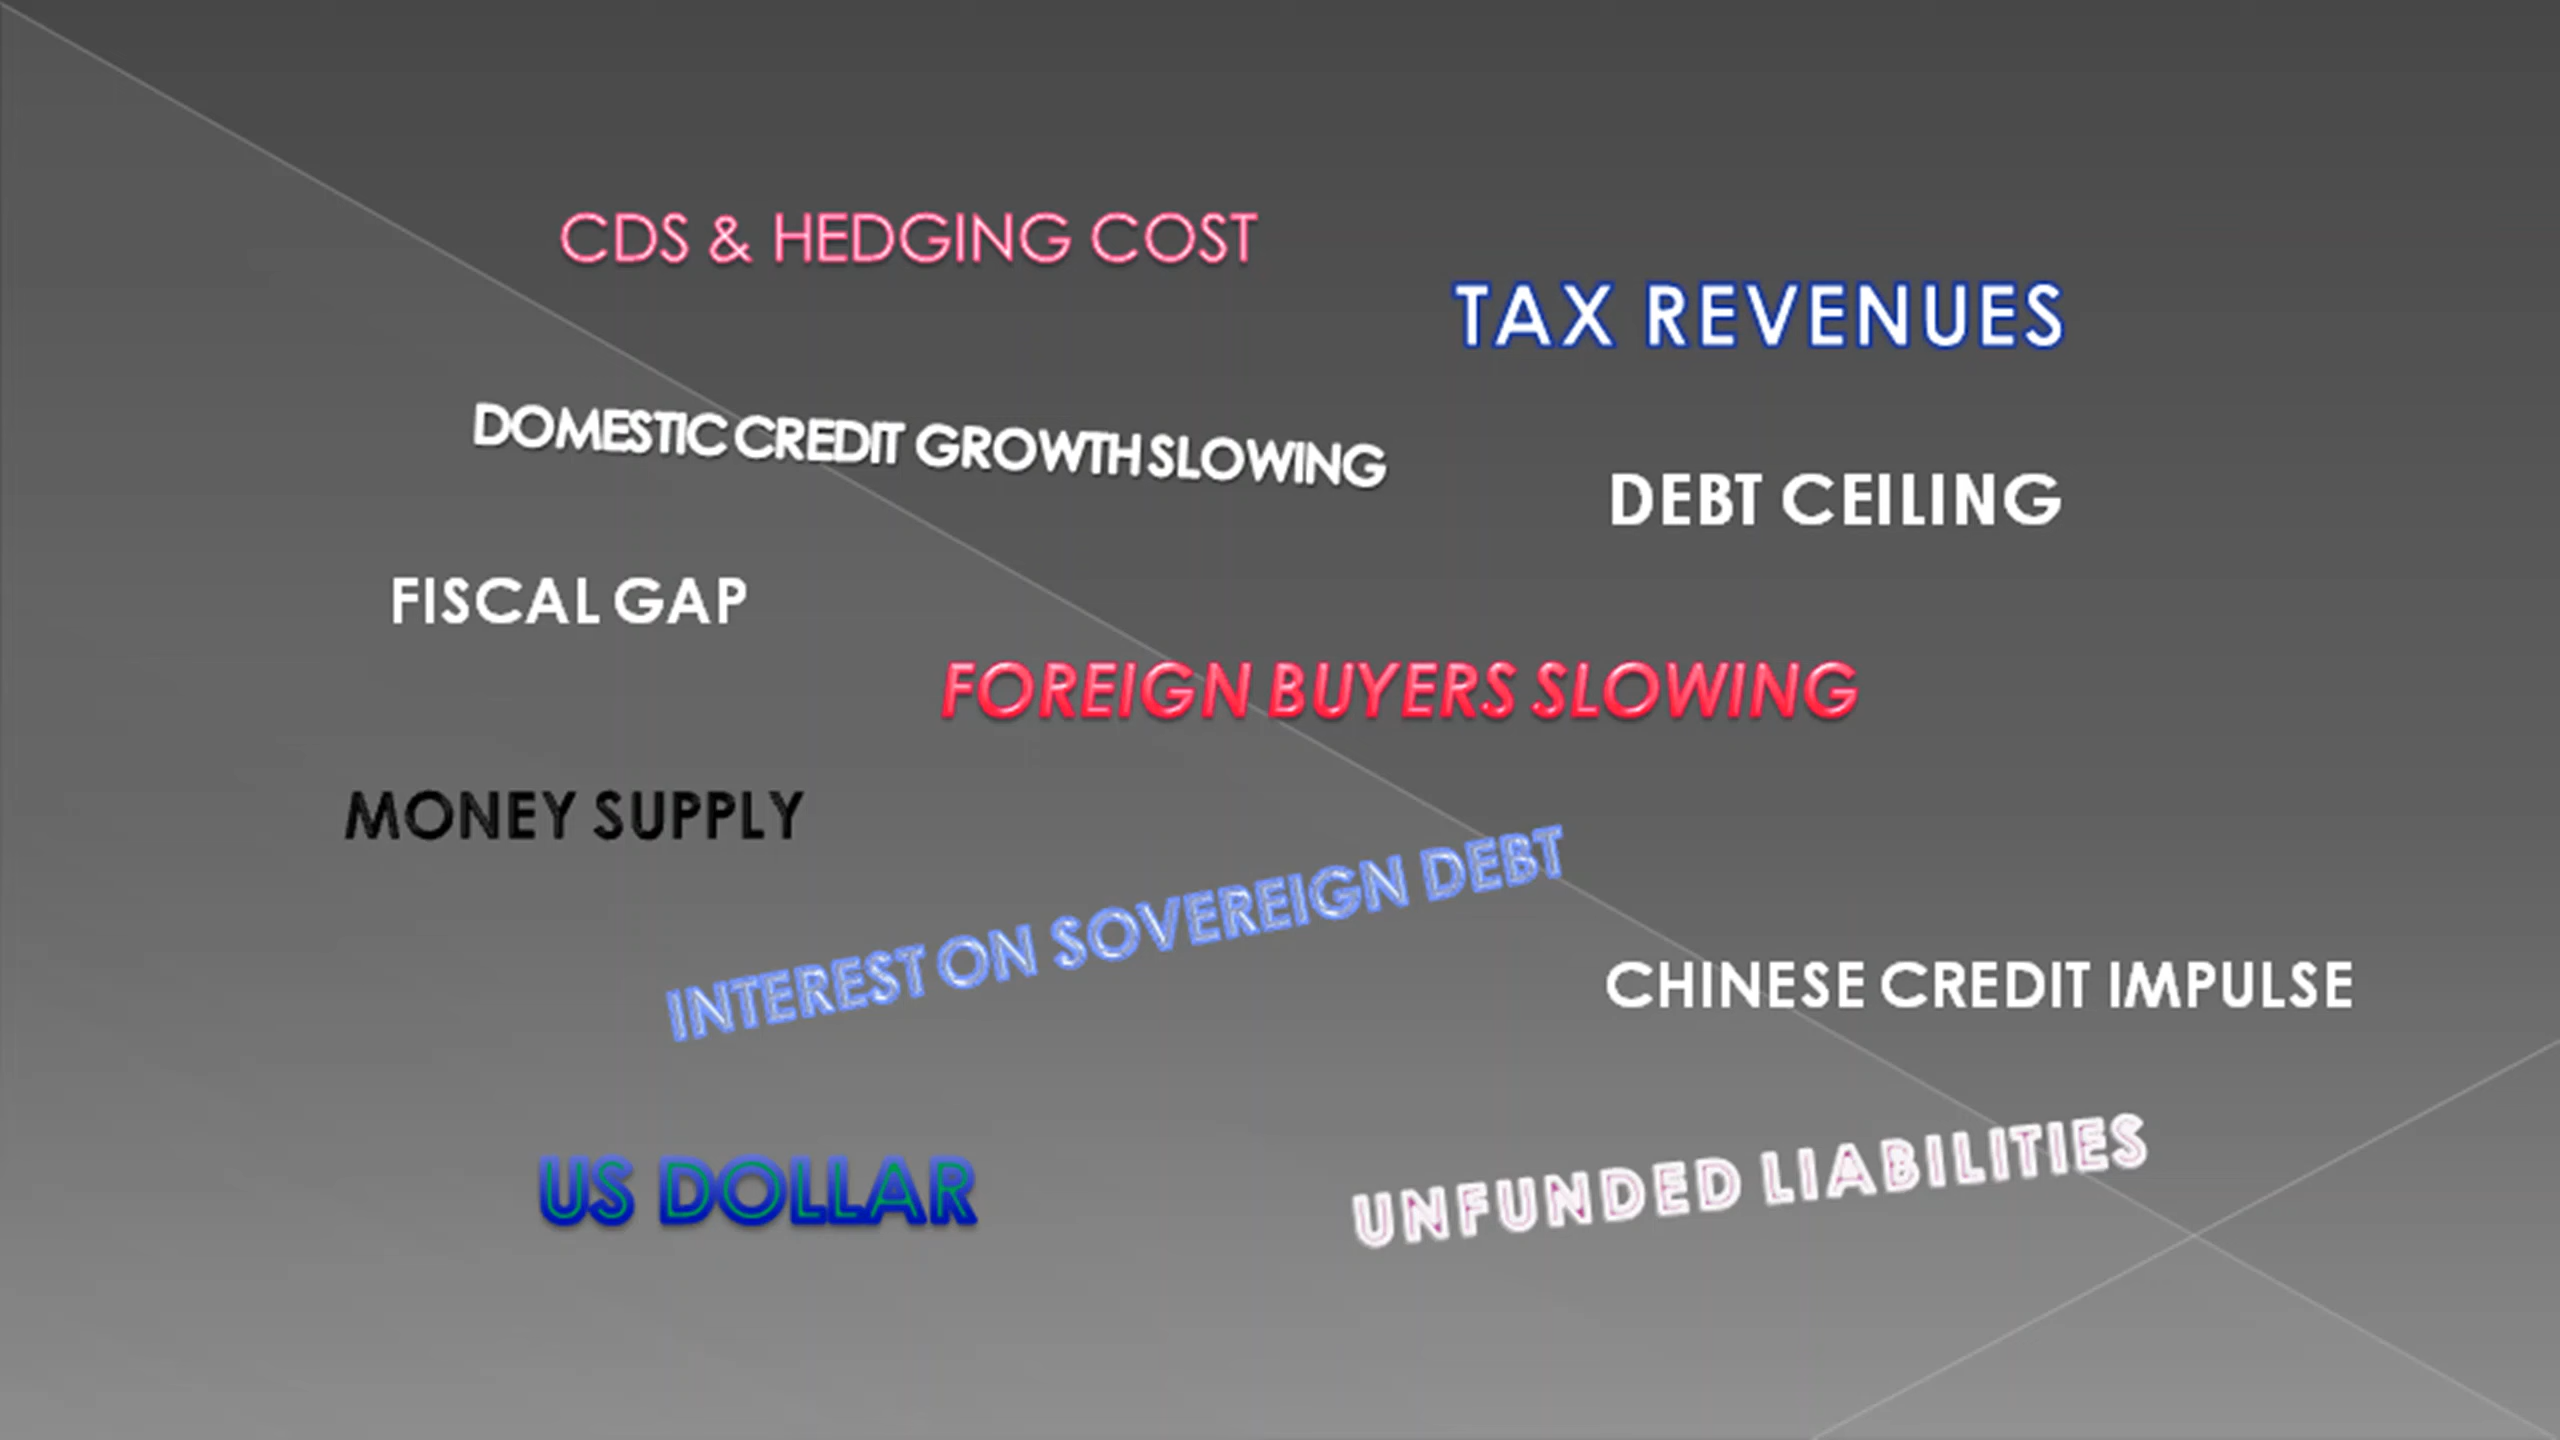 CDS & HEDGING COST
TAX REVENUES
DOMESTIC CREDIT GROWTH SLOWING
DEBT CEILING
FISCAL GAP
FOREIGN BUYERS SLOWING
MONEY SUPPLY
INTEREST ON SOVEREIGN DEBT
CHINESE CREDIT IMPULSE
US DOLLAR
UNFUNDED LIABILITIES